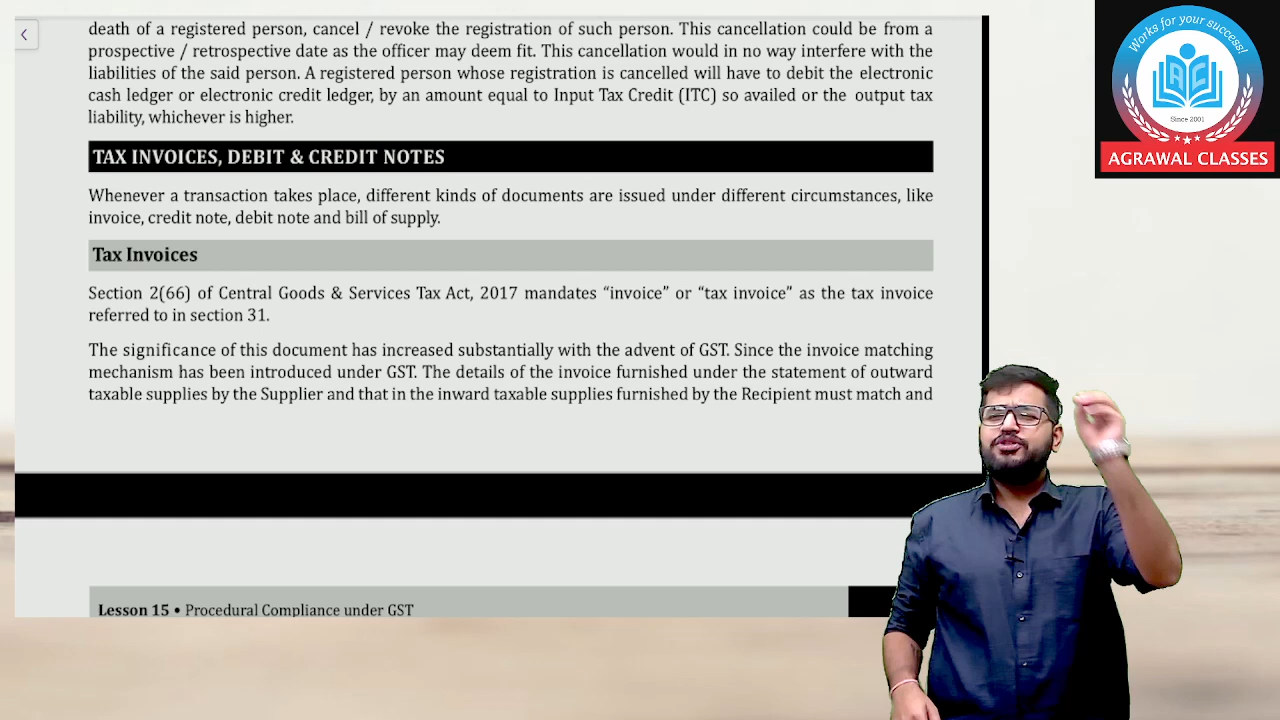 death of a registered person, cancel / revoke the registration of such person. This cancellation could be from a
prospective / retrospective date as the officer may deem fit. This cancellation would in no way interfere with the
liabilities of the said person. A registered person whose registration is cancelled will have to debit the electronic
cash ledger or electronic credit ledger, by an amount equal to Input Tax Credit (ITC) so availed or the output tax
liability, whichever is higher.
TAX INVOICES, DEBIT & CREDIT NOTES
Whenever a transaction takes place, different kinds of documents are issued under different circumstances, like
invoice, credit note, debit note and bill of supply.
Tax Invoices
Section 2(66) of Central Goods & Services Tax Act, 2017 mandates “invoice” or “tax invoice” as the tax invoice
referred to in section 31.
The significance of this document has increased substantially with the advent of GST. Since the invoice matching
mechanism has been introduced under GST. The details of the invoice furnished under the statement of outward
taxable supplies by the Supplier and that in the inward taxable supplies furnished by the Recipient must match and
Lesson 15 • Procedural Compliance under GST
Works for your success!
AC
Since 2001
AGRAWAL CLASSES